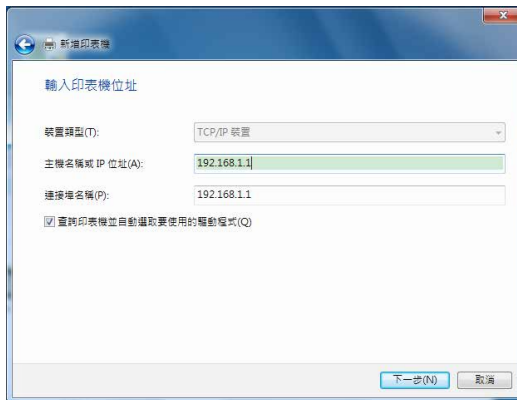 新增印表機
輸入印表機位址
裝置類型(T): TCP/IP 裝置
主機名稱或 IP 位址(A): 192.168.1.1
連接埠名稱(P): 192.168.1.1
查詢印表機並自動選取要使用的驅動程式(Q)
下一步(N) 取消